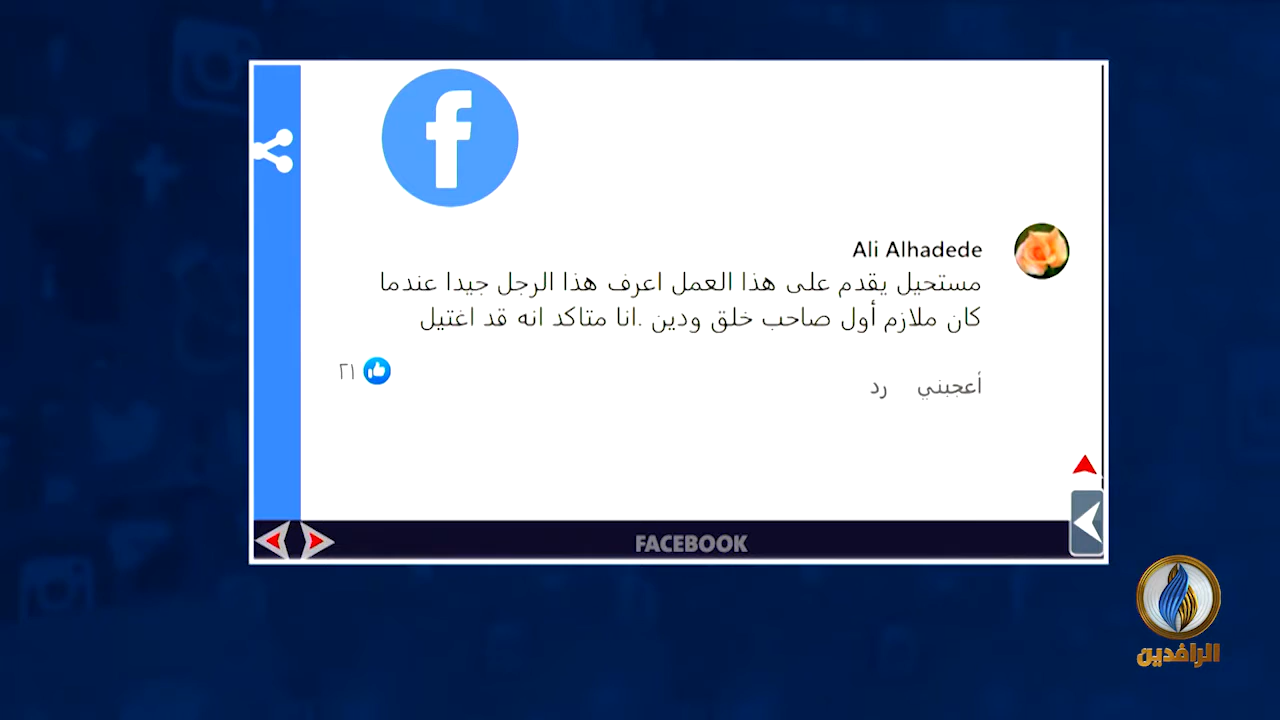 Ali Alhadede
مستحيل يقدم على هذا العمل اعرف هذا الرجل جيدا عندما
كان ملازم أول صاحب خلق ودين .انا متاكد انه قد اغتيل
٢١
أعجبني رد
FACEBOOK
الرافدين